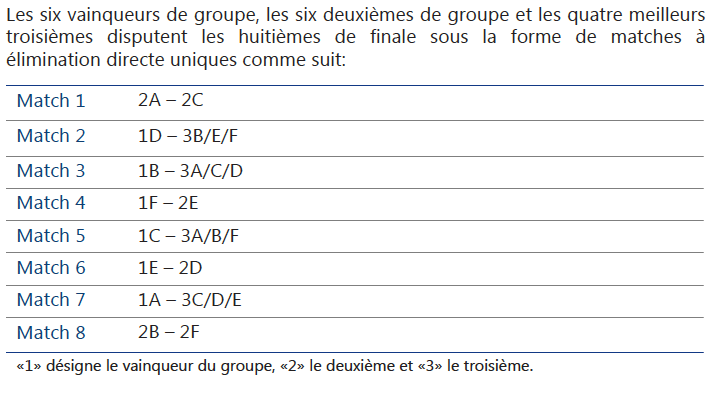 Les six vainqueurs de groupe, les six deuxièmes de groupe et les quatre meilleurs
troisièmes disputent les huitièmes de finale sous la forme de matches à
élimination directe uniques comme suit:
Match 1 2A – 2C
Match 2 1D – 3B/E/F
Match 3 1B – 3A/C/D
Match 4 1F – 2E
Match 5 1C – 3A/B/F
Match 6 1E – 2D
Match 7 1A – 3C/D/E
Match 8 2B – 2F
«1» désigne le vainqueur du groupe, «2» le deuxième et «3» le troisième.